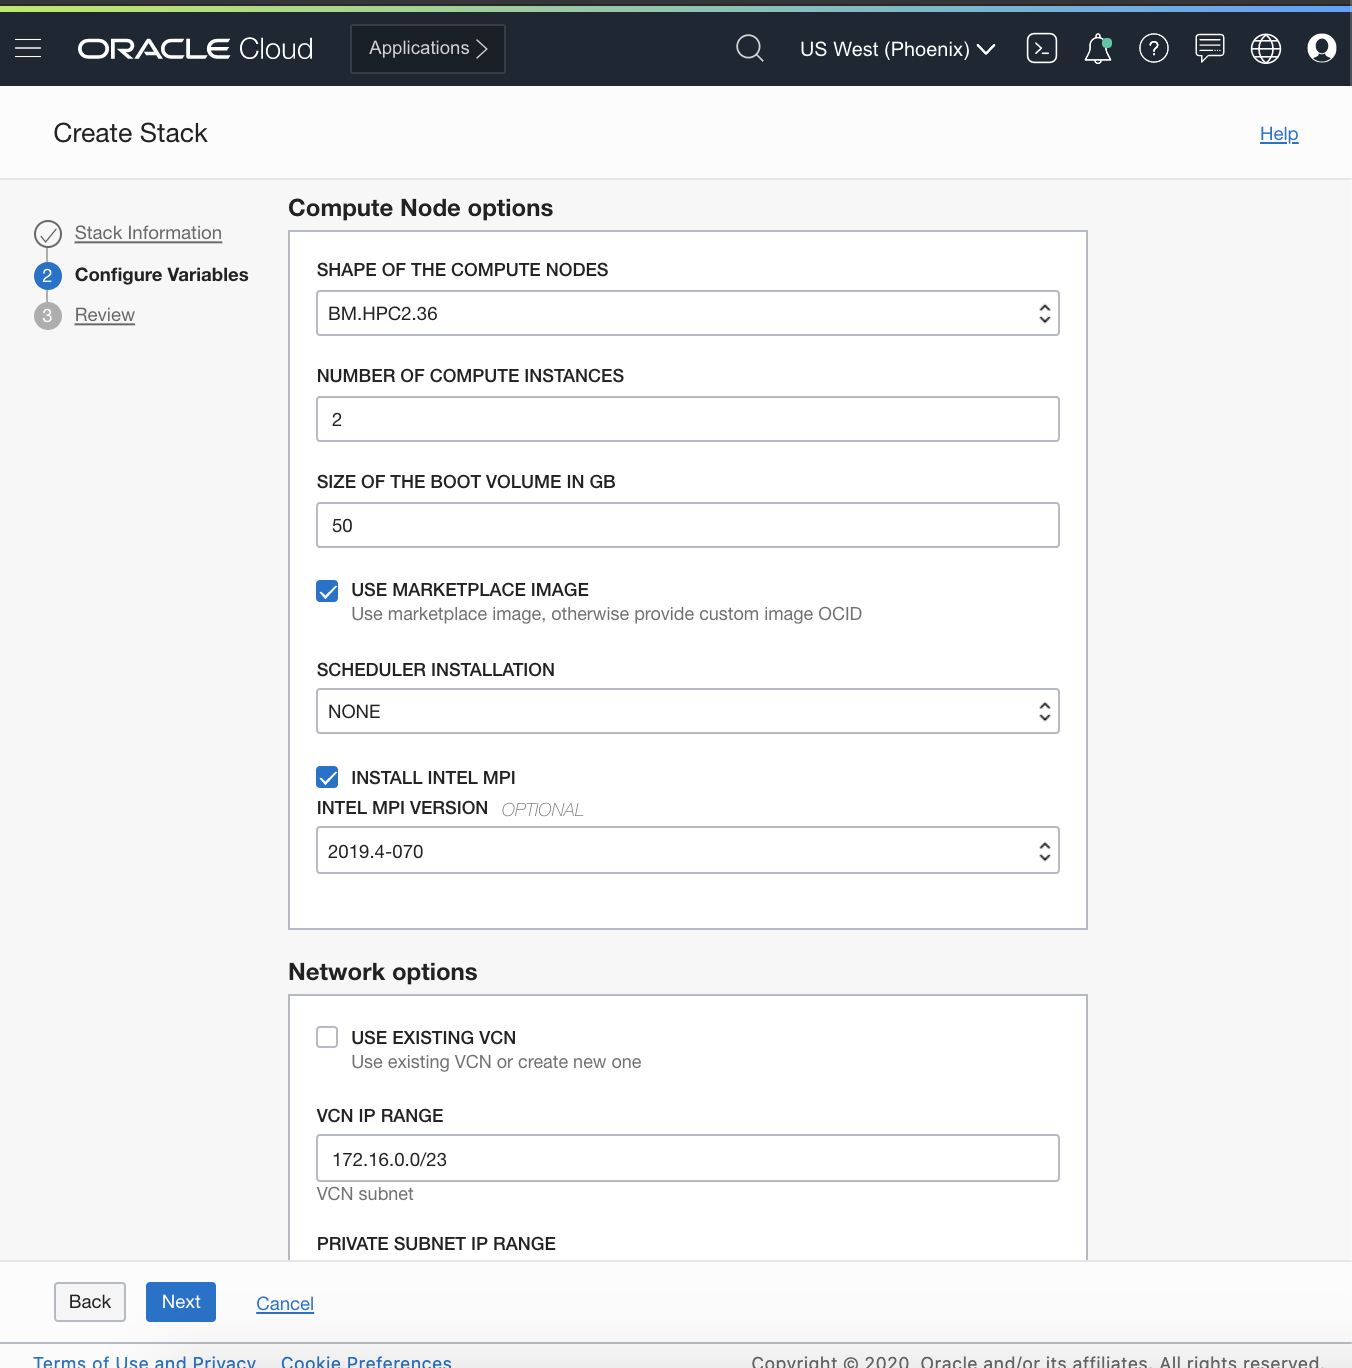 ORACLE Cloud
Applications
US West (Phoenix)
Create Stack
Help
Stack Information
2 Configure Variables
3 Review
Compute Node options
SHAPE OF THE COMPUTE NODES
BM.HPC2.36
NUMBER OF COMPUTE INSTANCES
2
SIZE OF THE BOOT VOLUME IN GB
50
USE MARKETPLACE IMAGE
Use marketplace image, otherwise provide custom image OCID
SCHEDULER INSTALLATION
NONE
INSTALL INTEL MPI
INTEL MPI VERSION OPTIONAL
2019.4-070
Network options
USE EXISTING VCN
Use existing VCN or create new one
VCN IP RANGE
172.16.0.0/23
VCN subnet
PRIVATE SUBNET IP RANGE
Back
Next
Cancel
Terms of Use and Privacy Cookie Preferences
Copyright © 2020, Oracle and/or its affiliates. All rights reserved.